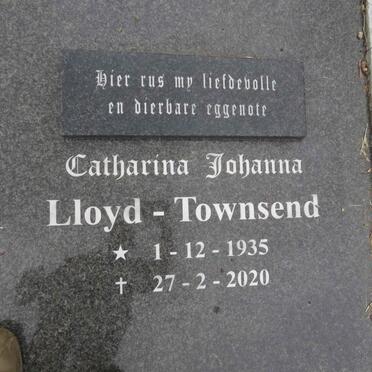 Hier rus my liefdevolle
en dierbare eggenote
Catharina Johanna
Lloyd - Townsend
★ 1 - 12 - 1935
✝ 27 - 2 - 2020